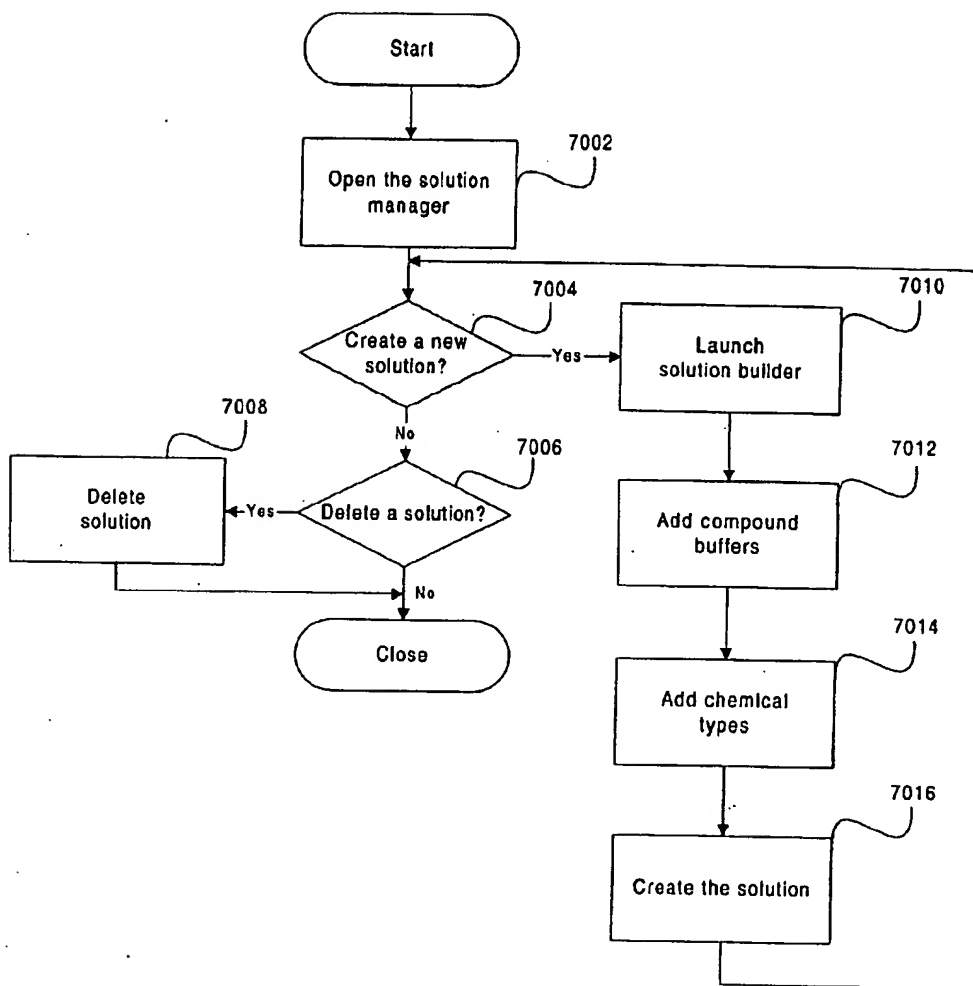 Start
7002
Open the solution
manager
7004
Create a new
solution?
Yes
7010
Launch
solution builder
No
7008
Delete
solution
7006
Delete a solution?
Yes
7012
Add compound
buffers
No
Close
7014
Add chemical
types
7016
Create the solution